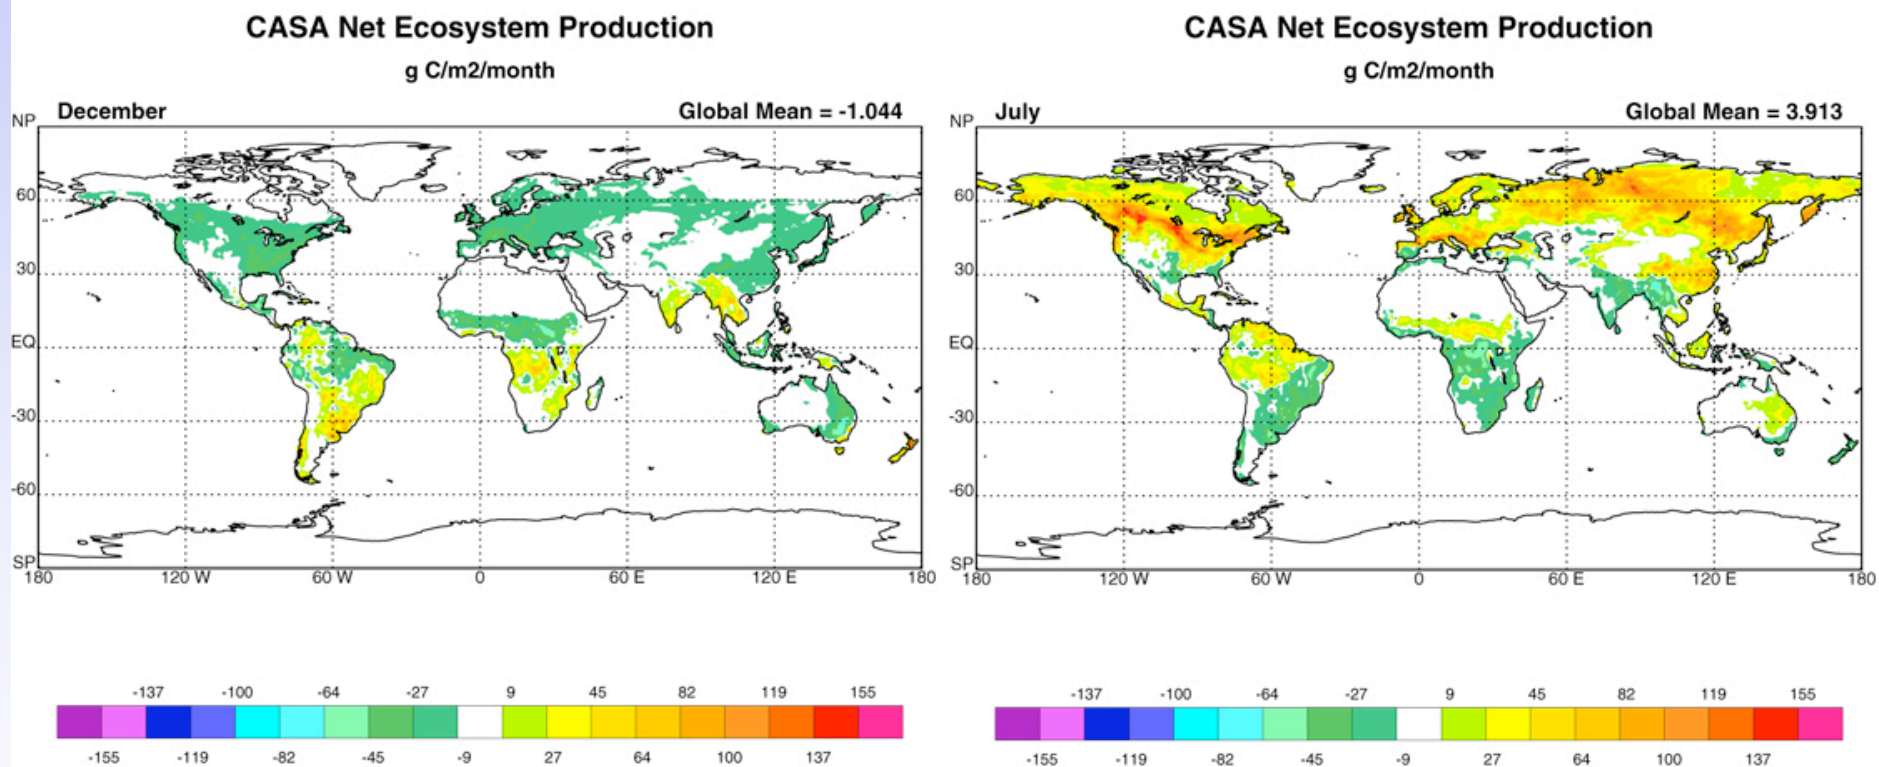 CASA Net Ecosystem Production
g C/m2/month
December Global Mean = -1.044
NP
60
30
EQ
-30
-60
SP
180 120 W 60 W 0 60 E 120 E 180
-137 -100 -64 -27 9 45 82 119 155
-155 -119 -82 -45 -9 27 64 100 137
CASA Net Ecosystem Production
g C/m2/month
July Global Mean = 3.913
NP
60
30
EQ
-30
-60
SP
180 120 W 60 W 0 60 E 120 E 180
-137 -100 -64 -27 9 45 82 119 155
-155 -119 -82 -45 -9 27 64 100 137